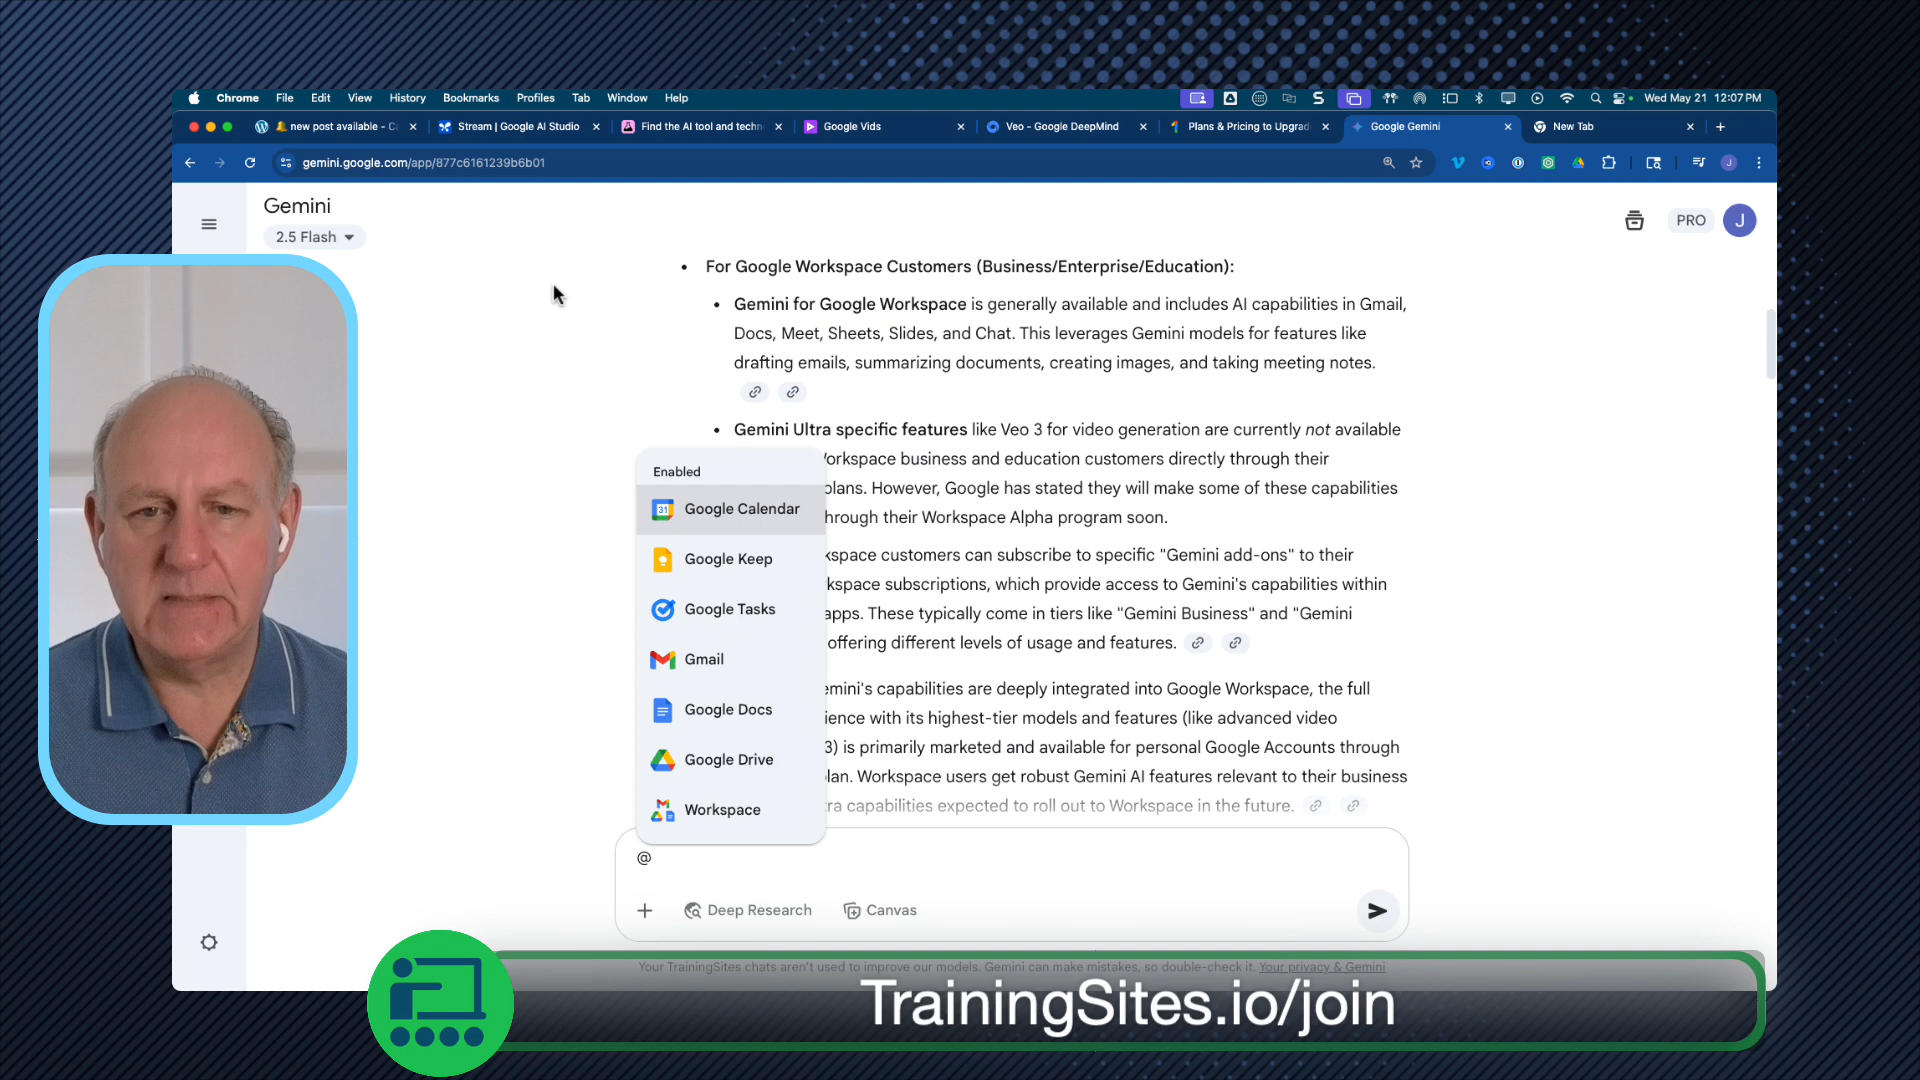 Chrome File Edit View History Bookmarks Profiles Tab Window Help Wed May 21 12:07 PM
new post available - C Stream | Google AI Studio Find the AI tool and techn Google Vids Veo - Google DeepMind Plans & Pricing to Upgrad Google Gemini New Tab
gemini.google.com/app/877c6161239b6b01 J
Gemini
2.5 Flash
PRO J
• For Google Workspace Customers (Business/Enterprise/Education):
• Gemini for Google Workspace is generally available and includes AI capabilities in Gmail,
Docs, Meet, Sheets, Slides, and Chat. This leverages Gemini models for features like
drafting emails, summarizing documents, creating images, and taking meeting notes.
• Gemini Ultra specific features like Veo 3 for video generation are currently not available
orkspace business and education customers directly through their
plans. However, Google has stated they will make some of these capabilities
hrough their Workspace Alpha program soon.
kspace customers can subscribe to specific "Gemini add-ons" to their
kspace subscriptions, which provide access to Gemini's capabilities within
apps. These typically come in tiers like "Gemini Business" and "Gemini
offering different levels of usage and features.
emini's capabilities are deeply integrated into Google Workspace, the full
ience with its highest-tier models and features (like advanced video
3) is primarily marketed and available for personal Google Accounts through
lan. Workspace users get robust Gemini AI features relevant to their business
tra capabilities expected to roll out to Workspace in the future.
Enabled
31 Google Calendar
Google Keep
Google Tasks
Gmail
Google Docs
Google Drive
Workspace
@
+ Deep Research Canvas
Your TrainingSites chats aren't used to improve our models. Gemini can make mistakes, so double-check it. Your privacy & Gemini
TrainingSites.io/join